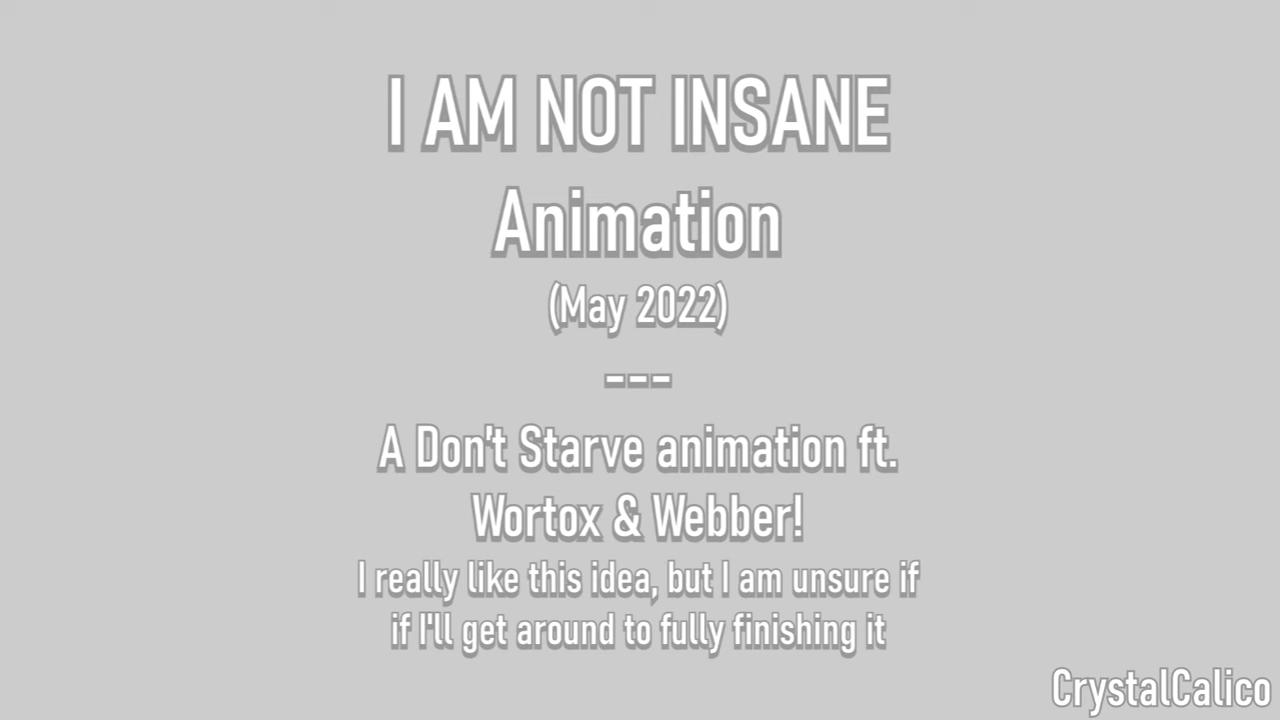 I AM NOT INSANE
Animation
(May 2022)
---
A Don't Starve animation ft.
Wortox & Webber!
I really like this idea, but I am unsure if
if I'll get around to fully finishing it
CrystalCalico